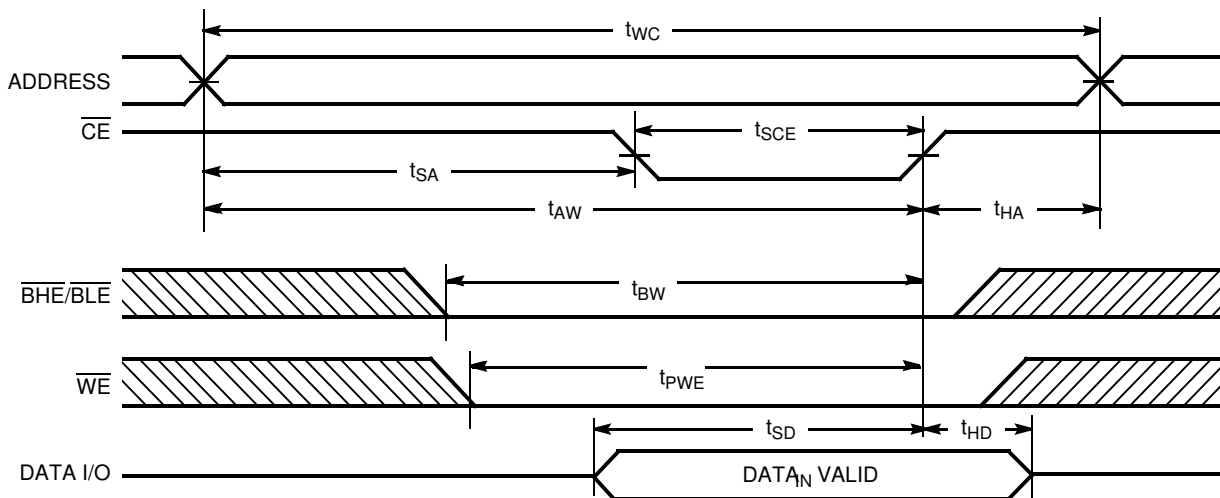 tWC
ADDRESS
CE
tSCE
tSA
tAW
tHA
BHE/BLE
tBW
WE
tPWE
tSD
tHD
DATA I/O
DATAIN VALID